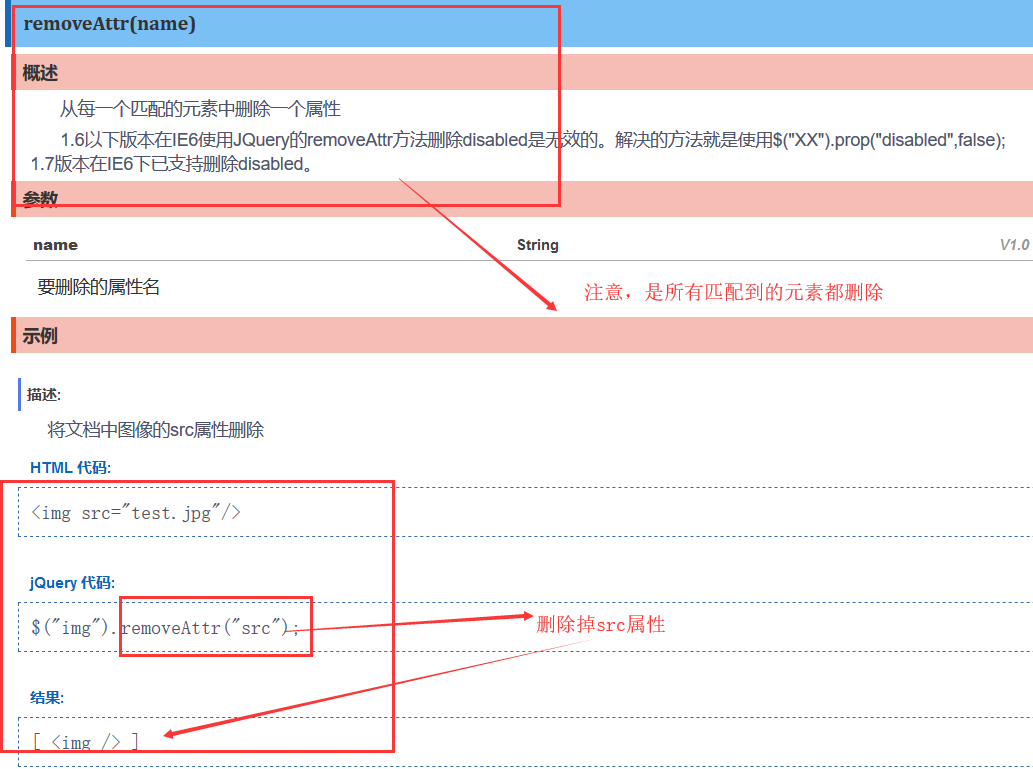 removeAttr(name)
概述
从每一个匹配的元素中删除一个属性
1.6以下版本在IE6使用JQuery的removeAttr方法删除disabled是无效的。解决的方法就是使用$("XX").prop("disabled",false);
1.7版本在IE6下已支持删除disabled。
参数
name String V1.0
要删除的属性名
注意，是所有匹配到的元素都删除
示例
描述:
将文档中图像的src属性删除
HTML 代码:
<img src="test.jpg"/>
jQuery 代码:
$("img").removeAttr("src");
删除掉src属性
结果:
[ <img /> ]